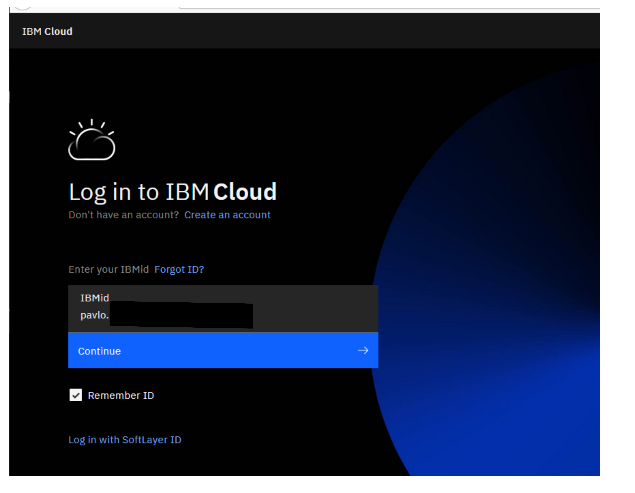 IBM Cloud
Log in to IBM Cloud
Don't have an account? Create an account
Enter your IBMid Forgot ID?
IBMid
pavlo.
Continue
Remember ID
Log in with SoftLayer ID